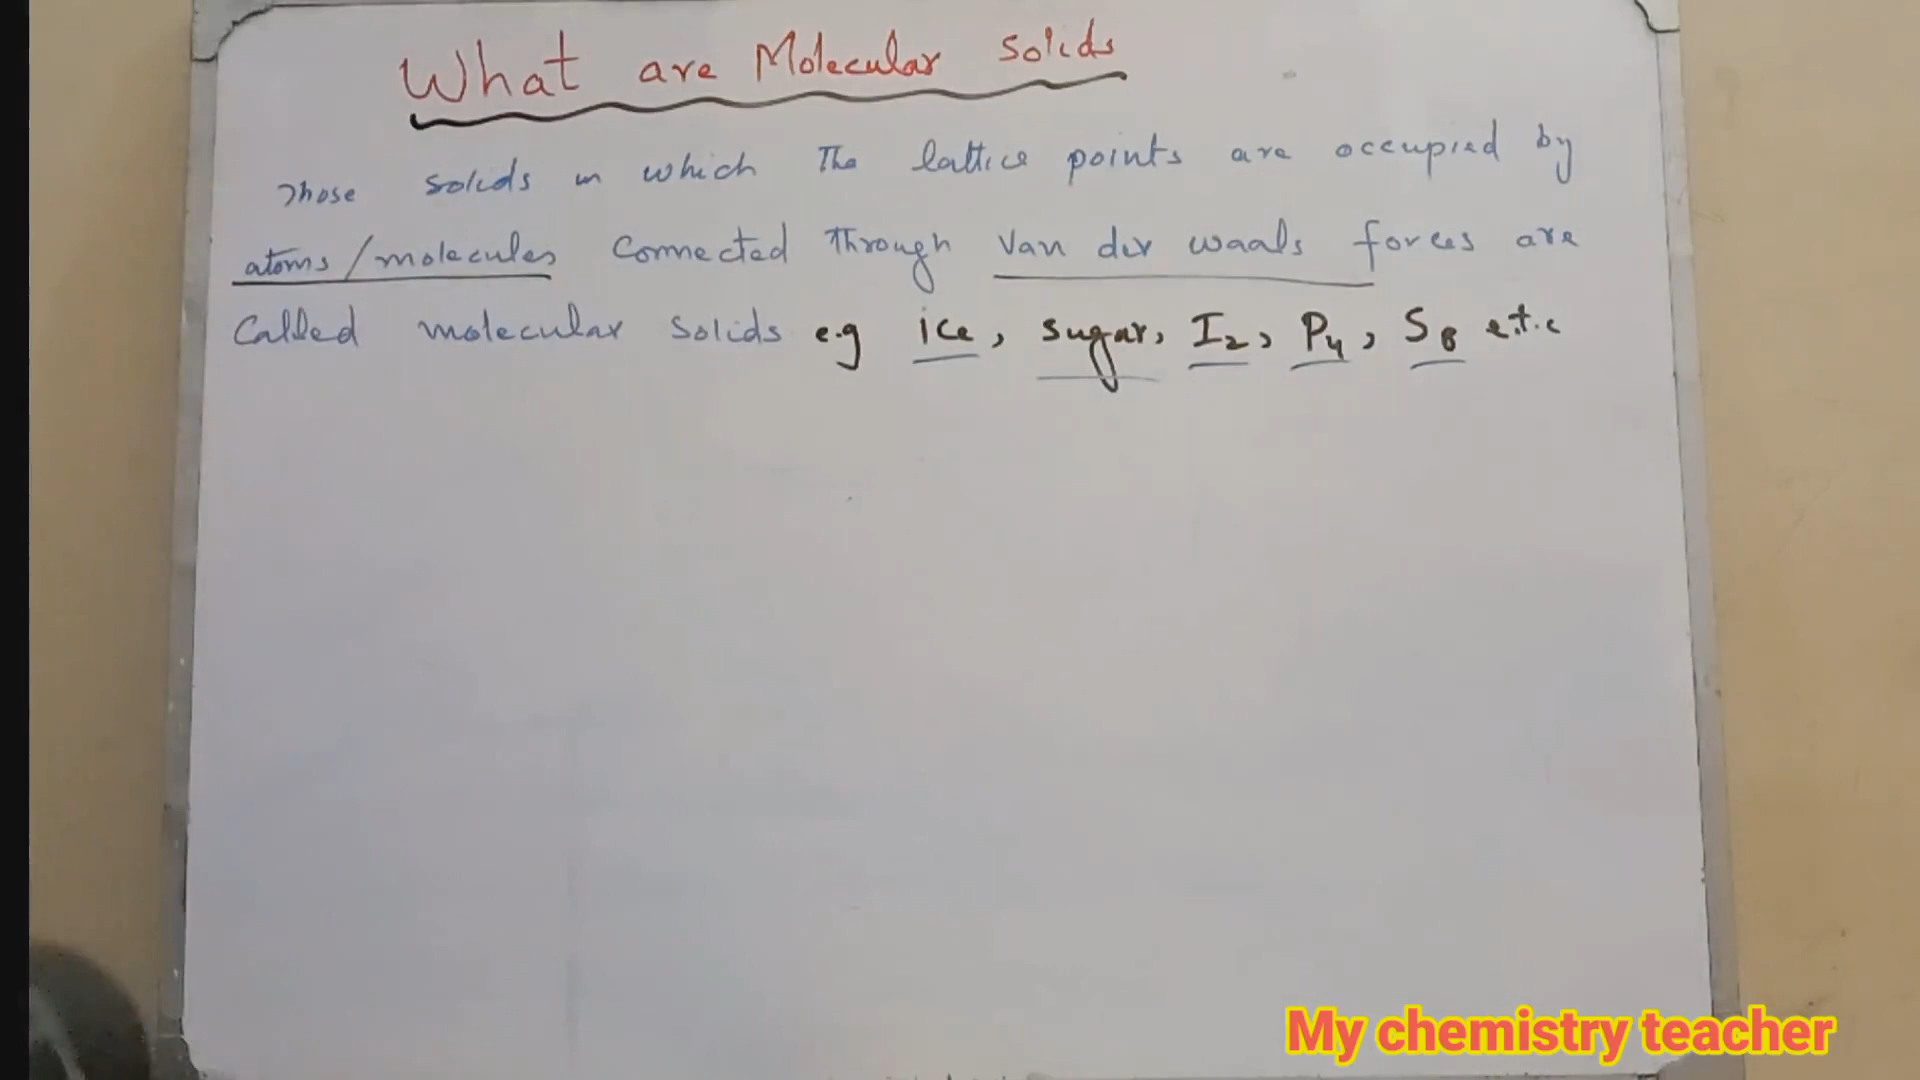 What are Molecular Solids
Those solids in which The lattice points are occupied by
atoms/molecules connected through Van der waals forces are
Called molecular solids e.g ice, sugar, I₂, P₄, S₈ e.t.c
My chemistry teacher